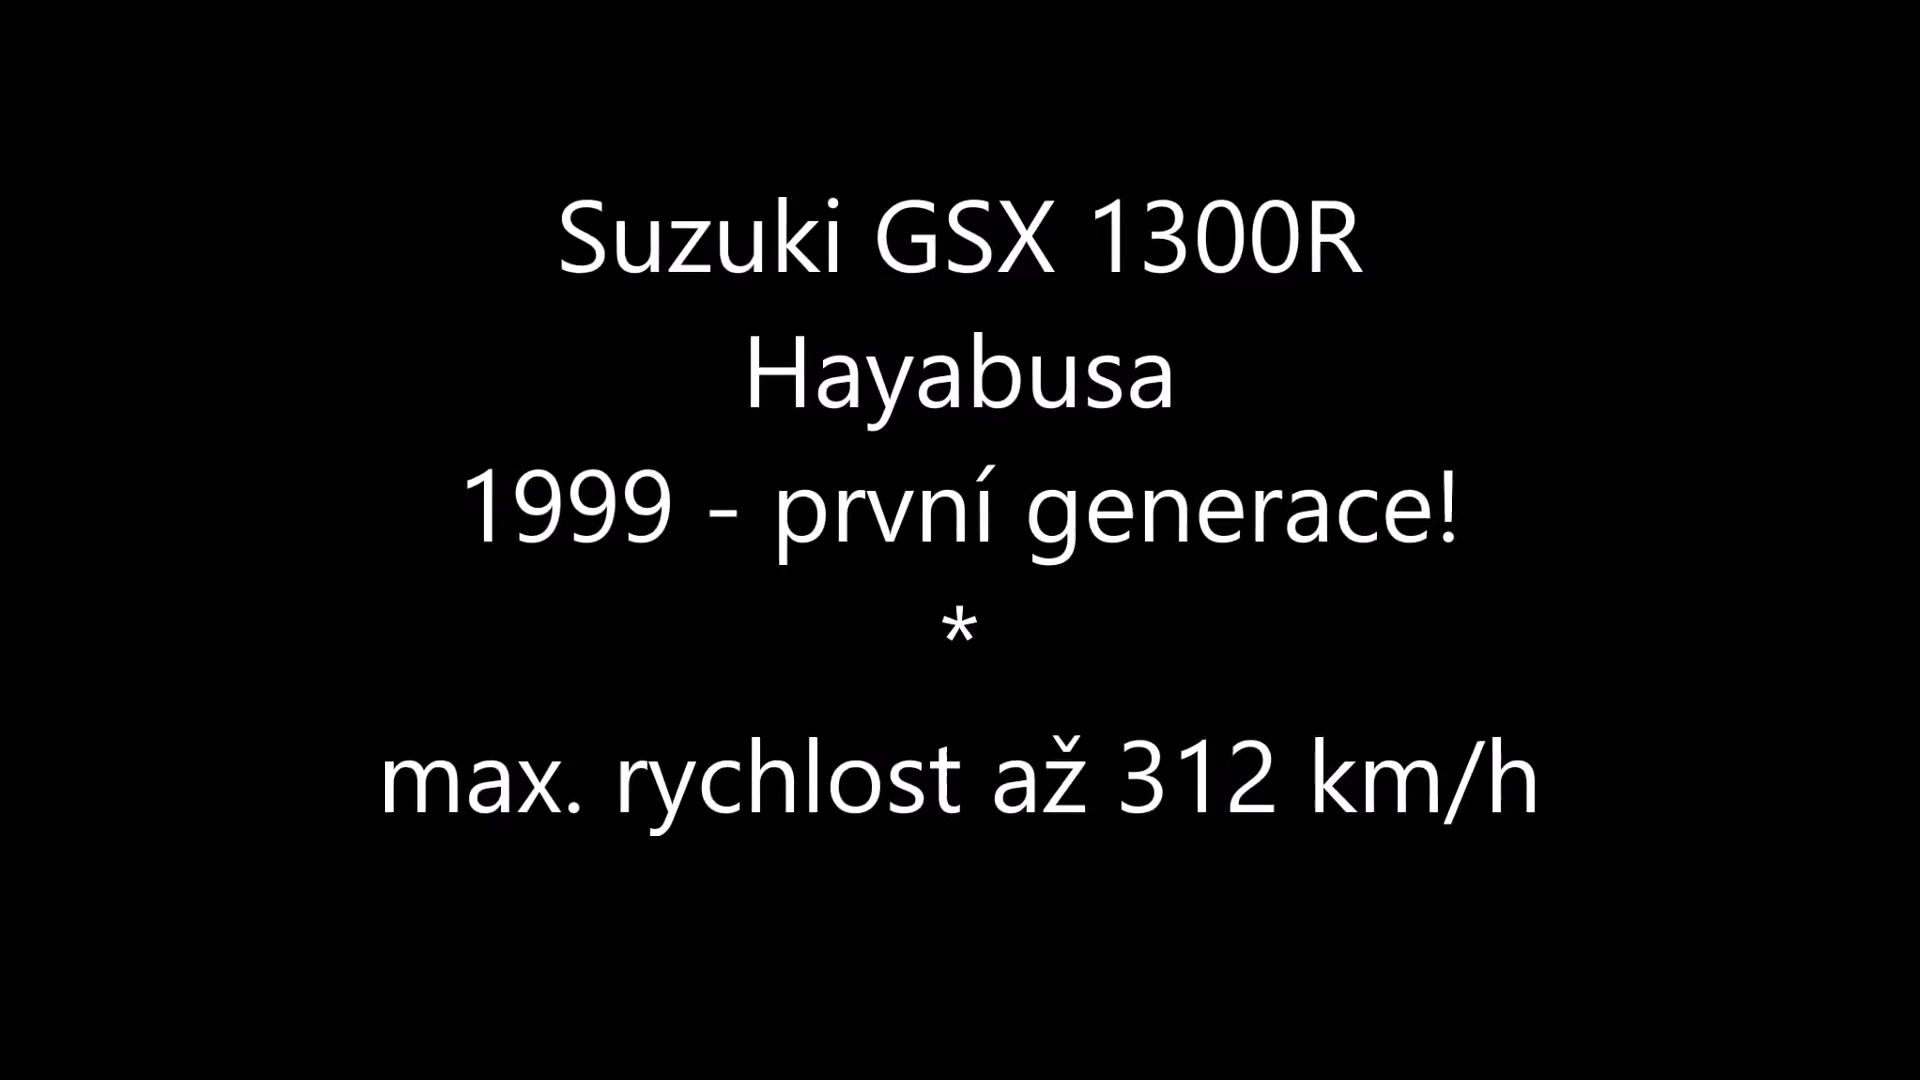 Suzuki GSX 1300R
Hayabusa
1999 - první generace!
*
max. rychlost až 312 km/h